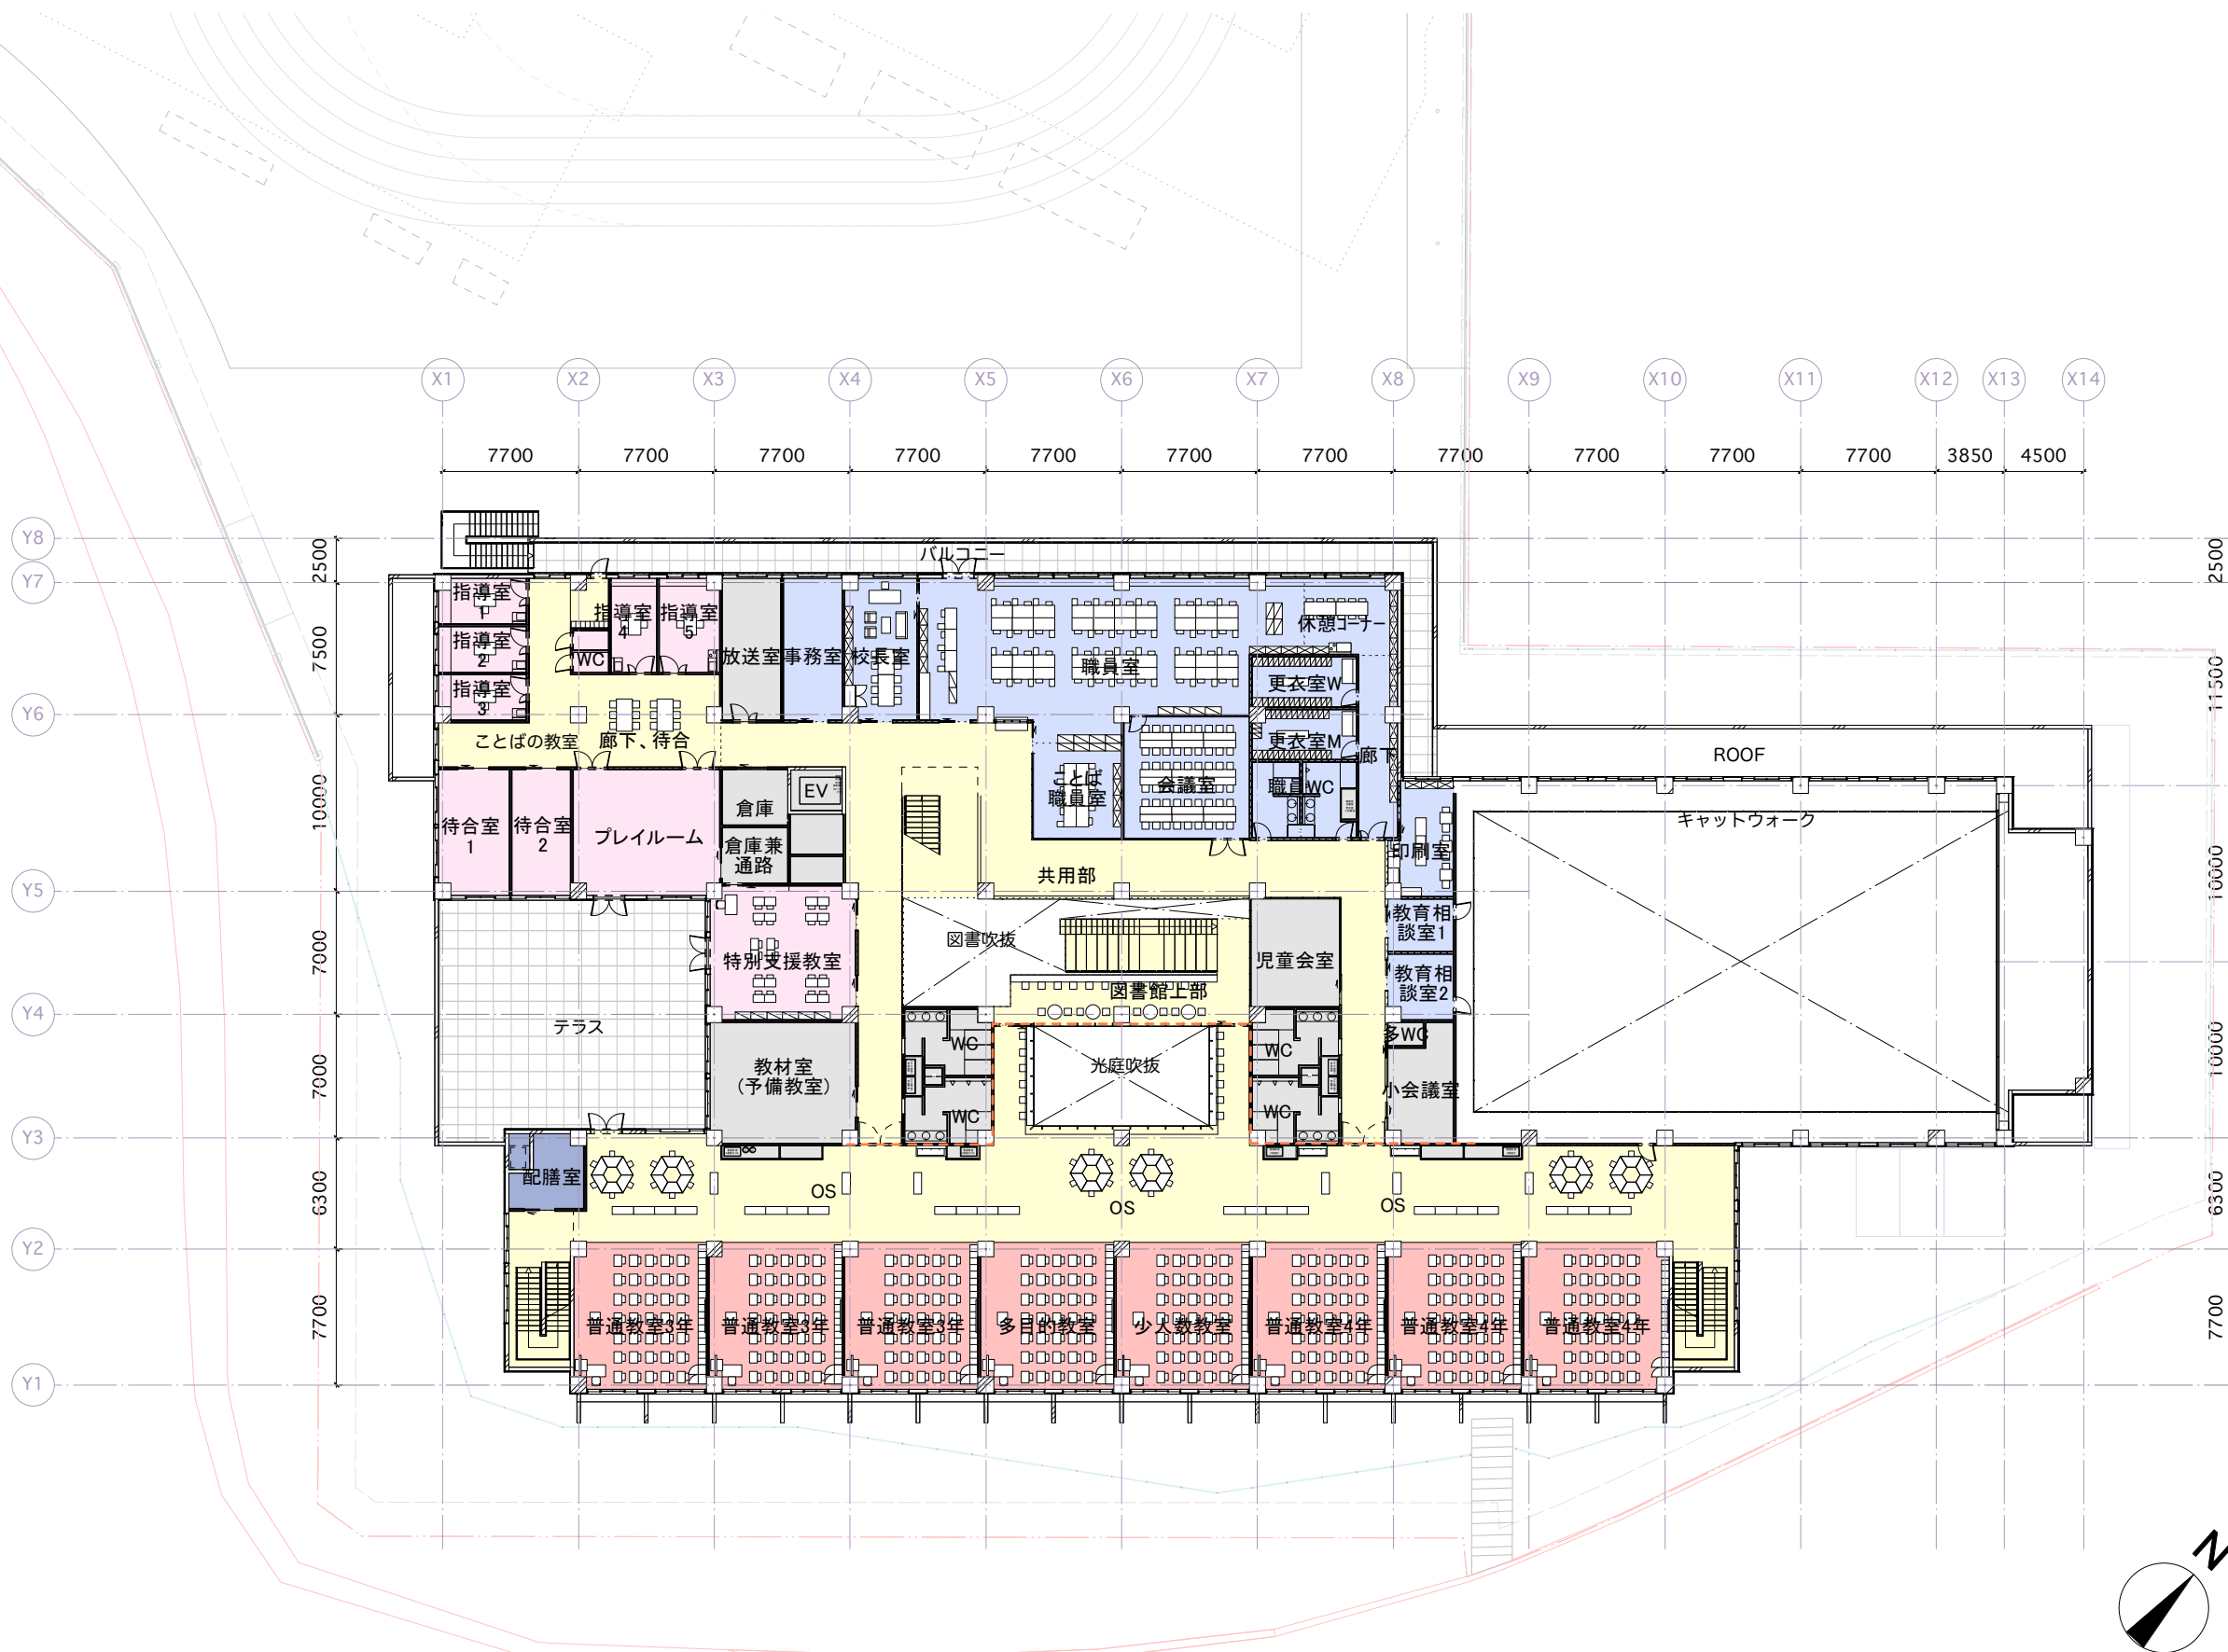 X1 X2 X3 X4 X5 X6 X7 X8 X9 X10 X11 X12 X13 X14
7700 7700 7700 7700 7700 7700 7700 7700 7700 7700 7700 3850 4500
Y8
2500
2500
バルコニー
Y7
指導室
1
指導室
4
指導室
5
休憩コーナー
7500
指導室
2
WC
放送室
事務室
校長室
職員室
11500
指導室
3
更衣室W
Y6
ことばの教室
廊下、待合
更衣室M
廊下
ROOF
10000
倉庫
EV
ことば
職員室
会議室
職員WC
キャットウォーク
待合室
1
待合室
2
プレイルーム
倉庫兼
通路
印刷室
10000
Y5
共用部
教育相
談室1
図書吹抜
7000
特別支援教室
児童会室
教育相
談室2
図書館上部
Y4
テラス
WC
WC
多WC
10000
7000
教材室
(予備教室)
光庭吹抜
小会議室
WC
WC
Y3
配膳室
6300
OS
OS
OS
6300
Y2
7700
普通教室3年
普通教室3年
普通教室3年
多目的教室
少人数教室
普通教室4年
普通教室4年
普通教室4年
7700
Y1
N